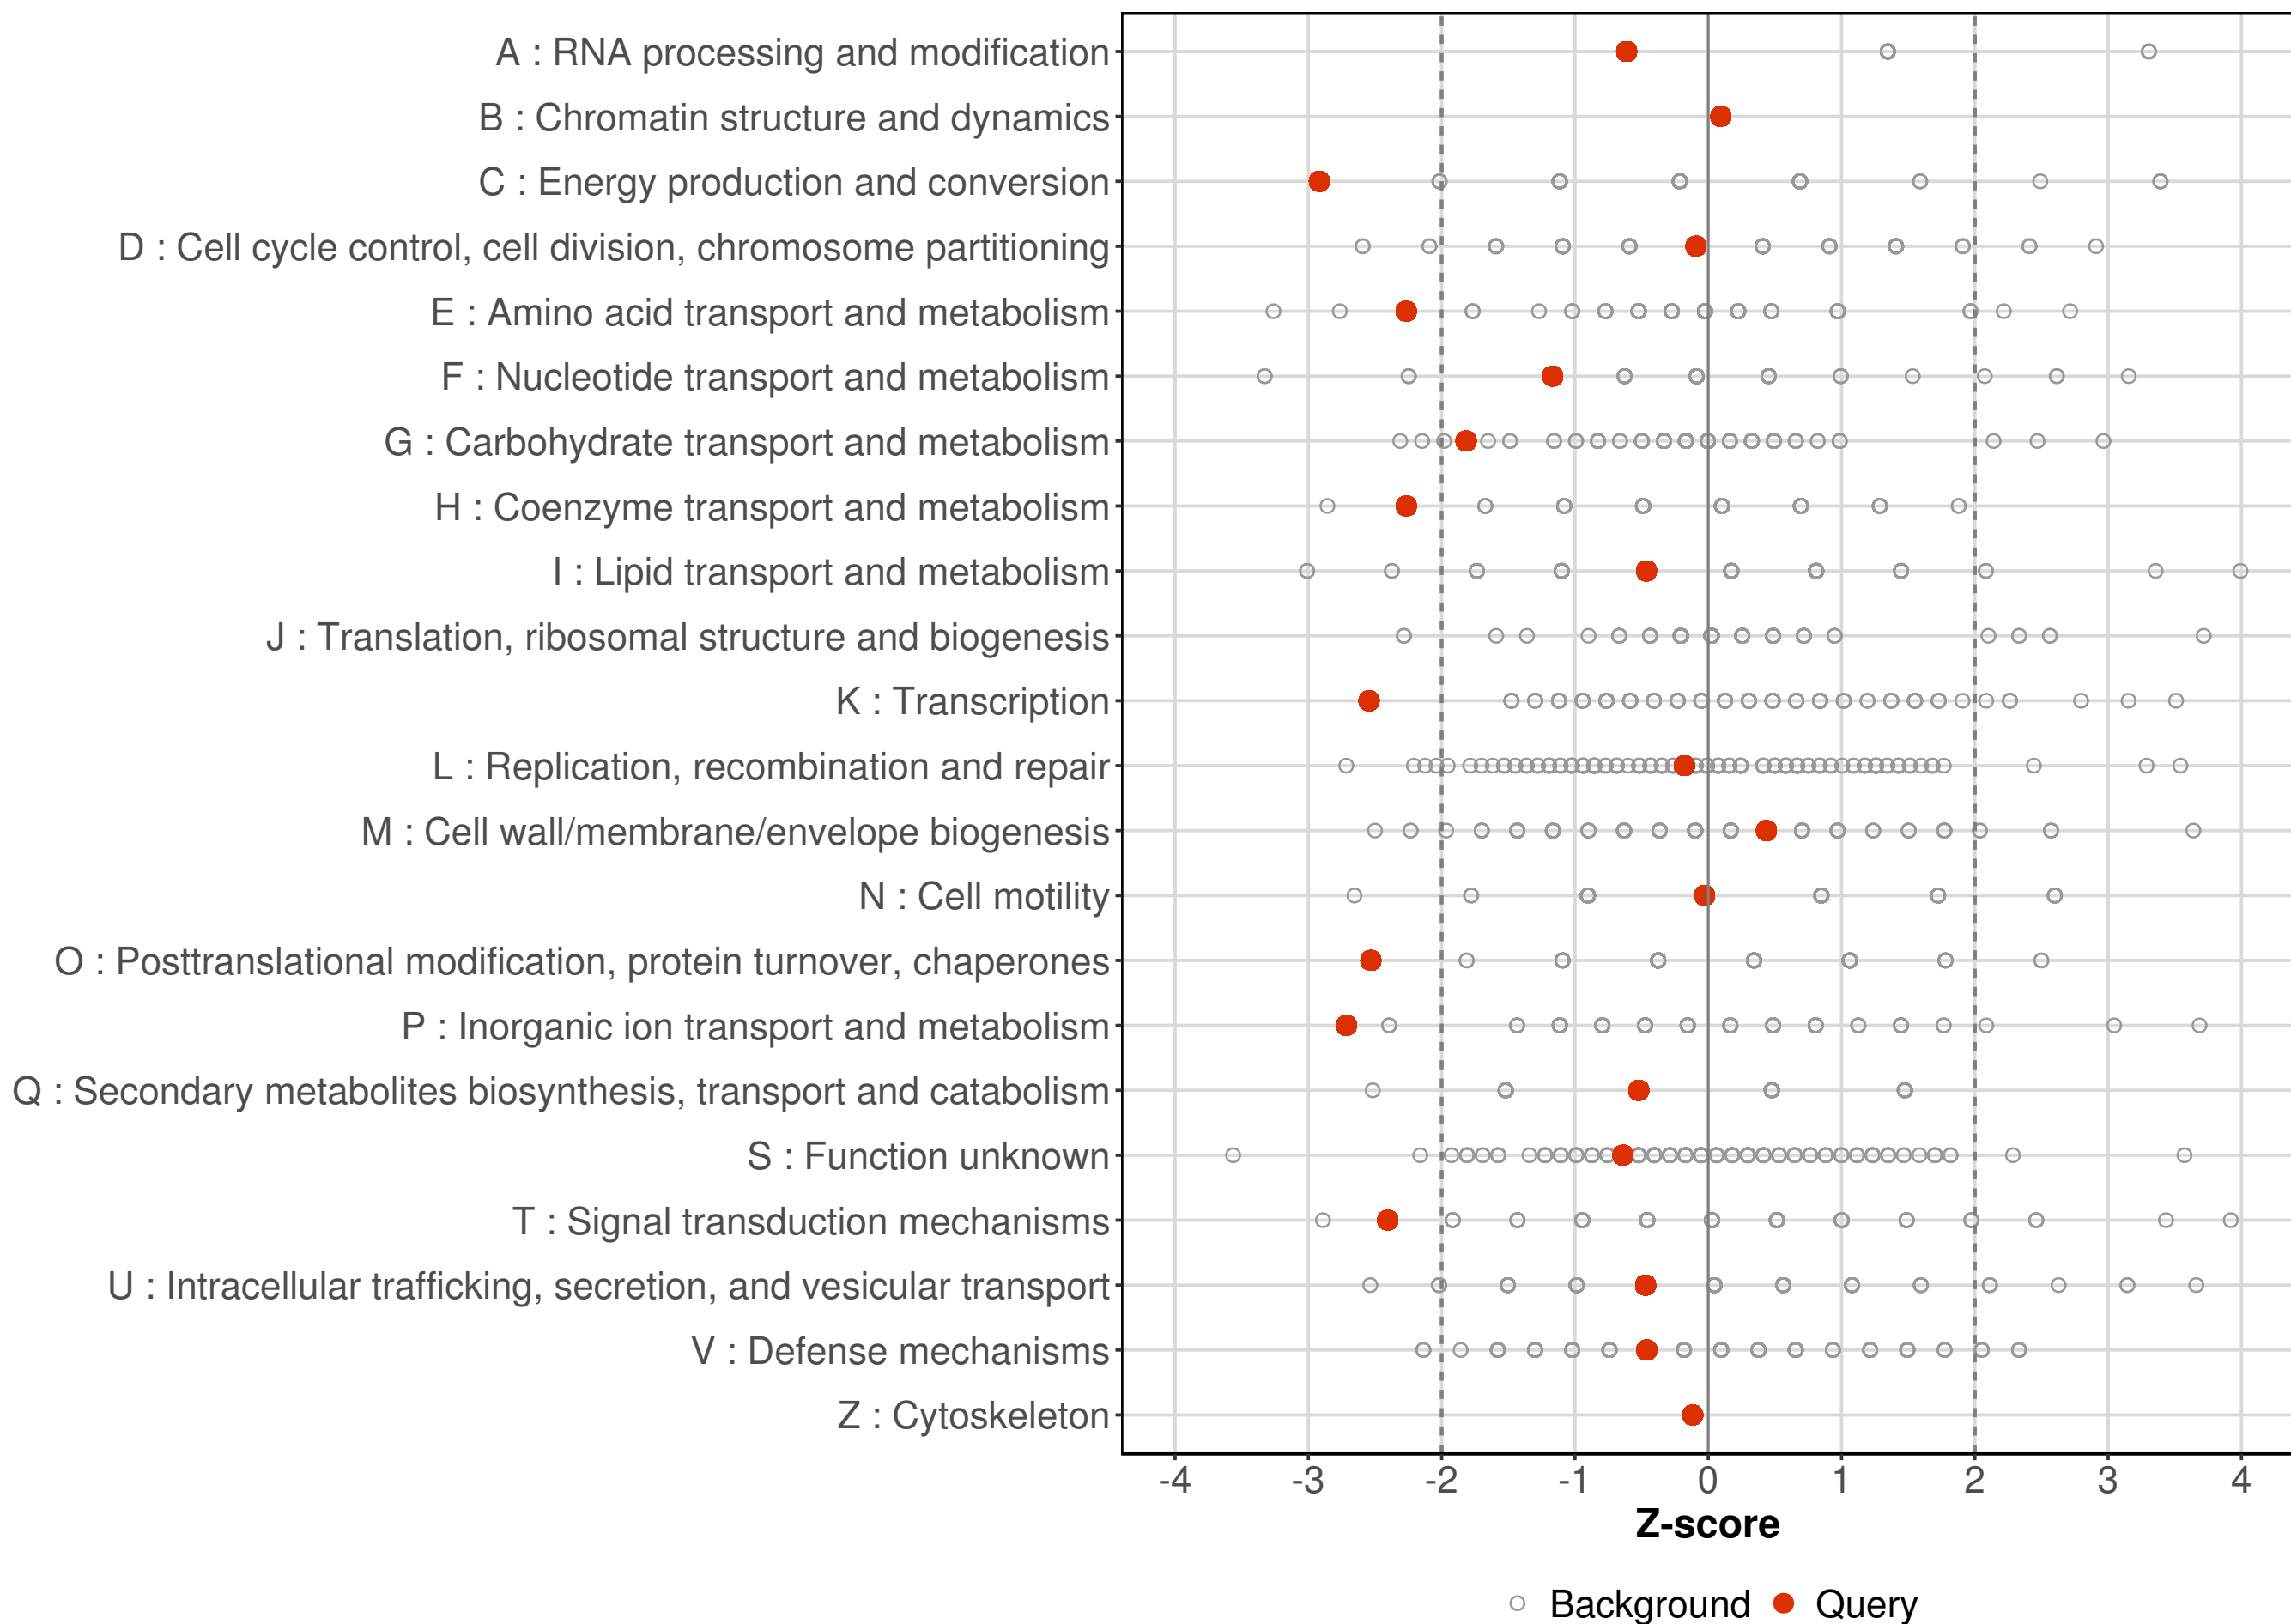 A : RNA processing and modification
B : Chromatin structure and dynamics
C : Energy production and conversion
D : Cell cycle control, cell division, chromosome partitioning
E : Amino acid transport and metabolism
F : Nucleotide transport and metabolism
G : Carbohydrate transport and metabolism
H : Coenzyme transport and metabolism
I : Lipid transport and metabolism
J : Translation, ribosomal structure and biogenesis
K : Transcription
L : Replication, recombination and repair
M : Cell wall/membrane/envelope biogenesis
N : Cell motility
O : Posttranslational modification, protein turnover, chaperones
P : Inorganic ion transport and metabolism
Q : Secondary metabolites biosynthesis, transport and catabolism
S : Function unknown
T : Signal transduction mechanisms
U : Intracellular trafficking, secretion, and vesicular transport
V : Defense mechanisms
Z : Cytoskeleton
-4 -3 -2 -1 0 1 2 3 4
Z-score
Background Query